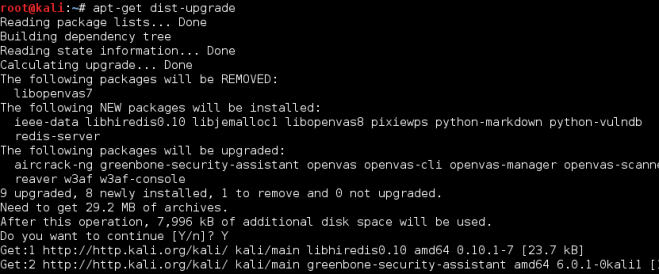 root@kali:~# apt-get dist-upgrade
Reading package lists... Done
Building dependency tree
Reading state information... Done
Calculating upgrade... Done
The following packages will be REMOVED:
  libopenvas7
The following NEW packages will be installed:
  ieee-data libhiredis0.10 libjemalloc1 libopenvas8 pixiewps python-markdown python-vulndb
  redis-server
The following packages will be upgraded:
  aircrack-ng greenbone-security-assistant openvas openvas-cli openvas-manager openvas-scanne
  reaver w3af w3af-console
9 upgraded, 8 newly installed, 1 to remove and 0 not upgraded.
Need to get 29.2 MB of archives.
After this operation, 7,996 kB of additional disk space will be used.
Do you want to continue [Y/n]? Y
Get:1 http://http.kali.org/kali/ kali/main libhiredis0.10 amd64 0.10.1-7 [23.7 kB]
Get:2 http://http.kali.org/kali/ kali/main greenbone-security-assistant amd64 6.0.1-0kali1 [